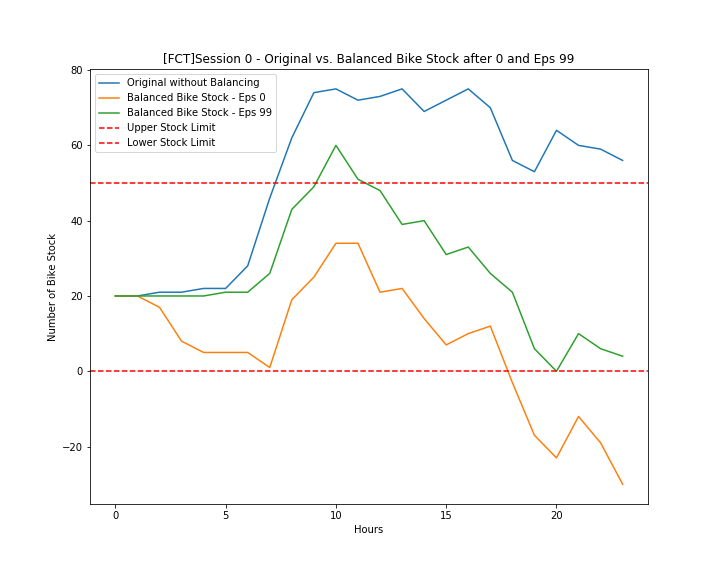 [FCT]Session 0 - Original vs. Balanced Bike Stock after 0 and Eps 99
80
60
40
20
0
−20
Number of Bike Stock
Original without Balancing
Balanced Bike Stock - Eps 0
Balanced Bike Stock - Eps 99
Upper Stock Limit
Lower Stock Limit
0
5
10
15
20
Hours